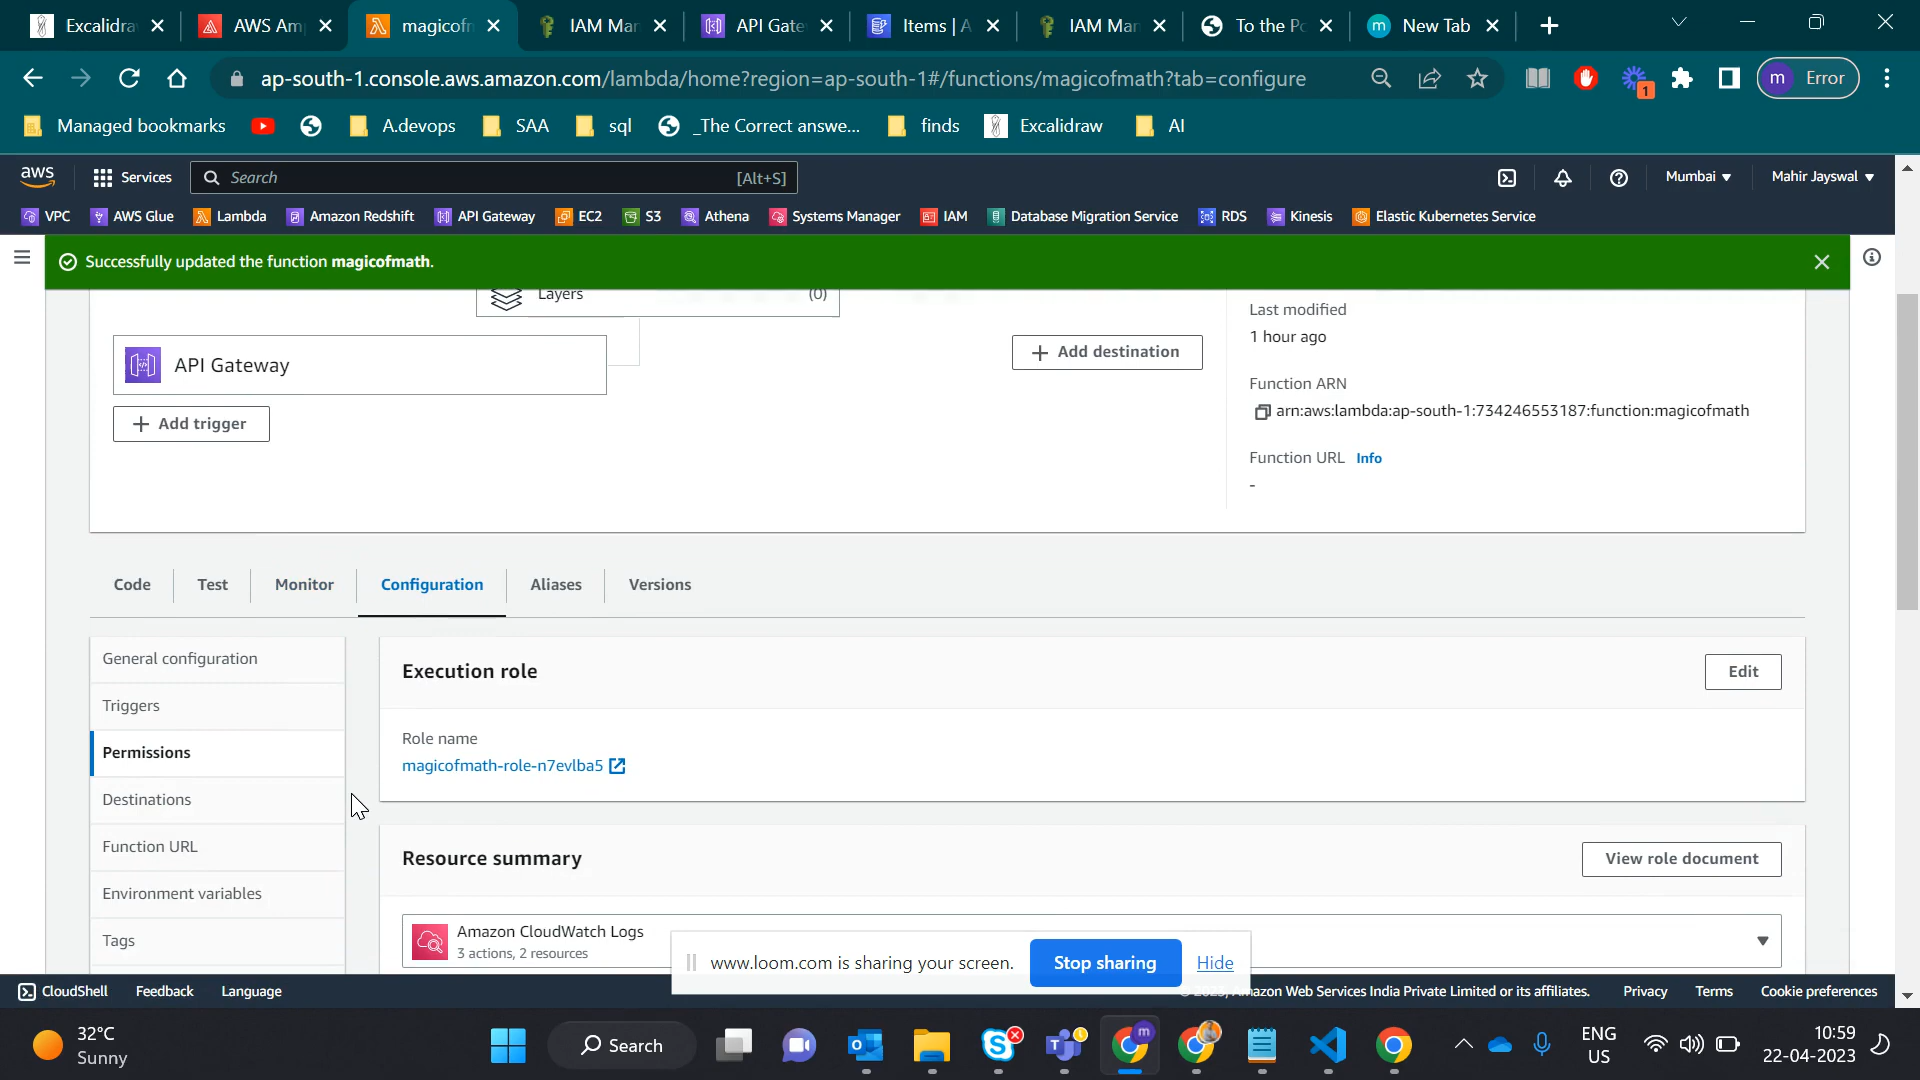 Excalidra
AWS Am
magicofm
IAM Man
API Gate
Items | A
IAM Man
To the Po
New Tab
ap-south-1.console.aws.amazon.com/lambda/home?region=ap-south-1#/functions/magicofmath?tab=configure
1
m Error
Managed bookmarks
A.devops
SAA
sql
_The Correct answe...
finds
Excalidraw
AI
aws
Services
Search
[Alt+S]
Mumbai
Mahir Jayswal
VPC
AWS Glue
Lambda
Amazon Redshift
API Gateway
EC2
S3
Athena
Systems Manager
IAM
Database Migration Service
RDS
Kinesis
Elastic Kubernetes Service
Successfully updated the function magicofmath.
Layers
(0)
API Gateway
+ Add trigger
+ Add destination
Last modified
1 hour ago
Function ARN
arn:aws:lambda:ap-south-1:734246553187:function:magicofmath
Function URL Info
-
Code
Test
Monitor
Configuration
Aliases
Versions
General configuration
Triggers
Permissions
Destinations
Function URL
Environment variables
Tags
Execution role
Edit
Role name
magicofmath-role-n7evlba5
Resource summary
View role document
Amazon CloudWatch Logs
3 actions, 2 resources
www.loom.com is sharing your screen.
Stop sharing
Hide
CloudShell
Feedback
Language
© 2023, Amazon Web Services India Private Limited or its affiliates.
Privacy
Terms
Cookie preferences
32°C
Sunny
Search
ENG
US
10:59
22-04-2023